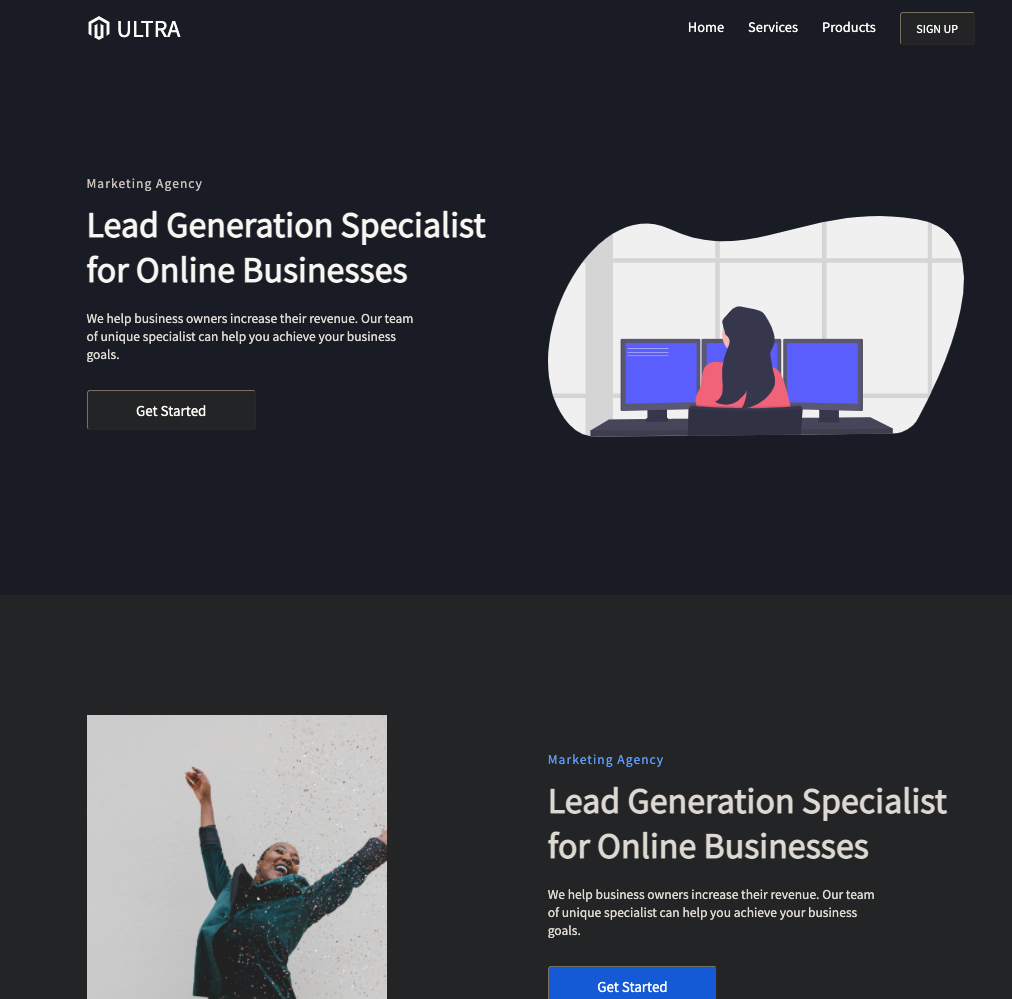 ULTRA
Home
Services
Products
SIGN UP
Marketing Agency
Lead Generation Specialist
for Online Businesses
We help business owners increase their revenue. Our team
of unique specialist can help you achieve your business
goals.
Get Started
Marketing Agency
Lead Generation Specialist
for Online Businesses
We help business owners increase their revenue. Our team
of unique specialist can help you achieve your business
goals.
Get Started